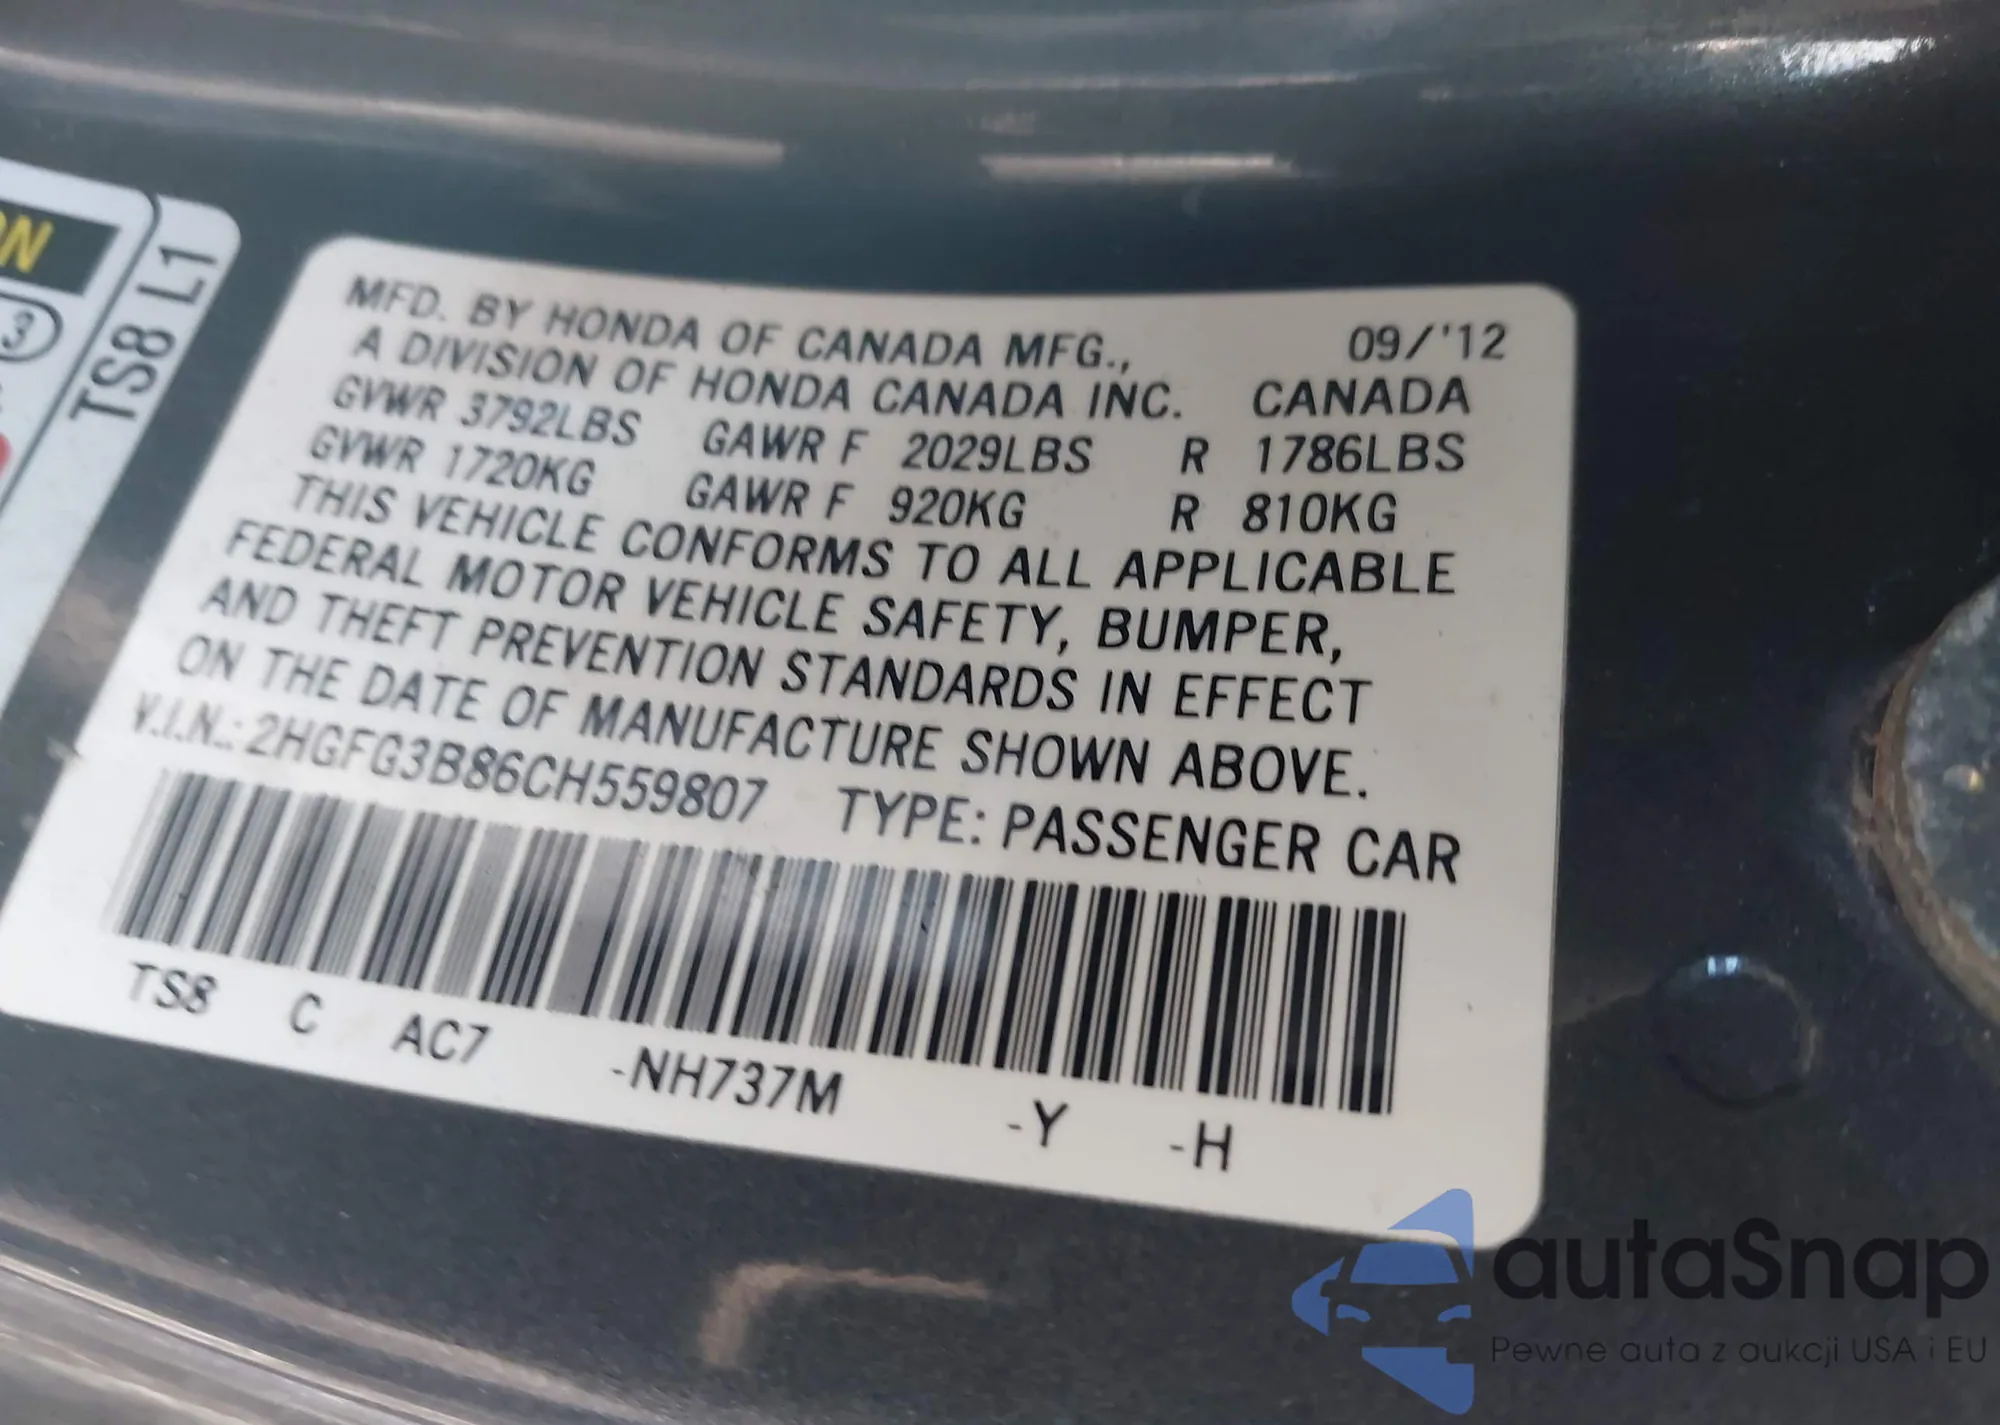 ON
3
TS8 L1
MFD. BY HONDA OF CANADA MFG., 09/'12
A DIVISION OF HONDA CANADA INC. CANADA
GVWR 3792LBS GAWR F 2029LBS R 1786LBS
GVWR 1720KG GAWR F 920KG R 810KG
THIS VEHICLE CONFORMS TO ALL APPLICABLE
FEDERAL MOTOR VEHICLE SAFETY, BUMPER,
AND THEFT PREVENTION STANDARDS IN EFFECT
ON THE DATE OF MANUFACTURE SHOWN ABOVE.
V.I.N.: 2HGFG3B86CH559807 TYPE: PASSENGER CAR
TS8 C AC7 -NH737M -Y -H
autaSnap
Pewne auta z aukcji USA i EU